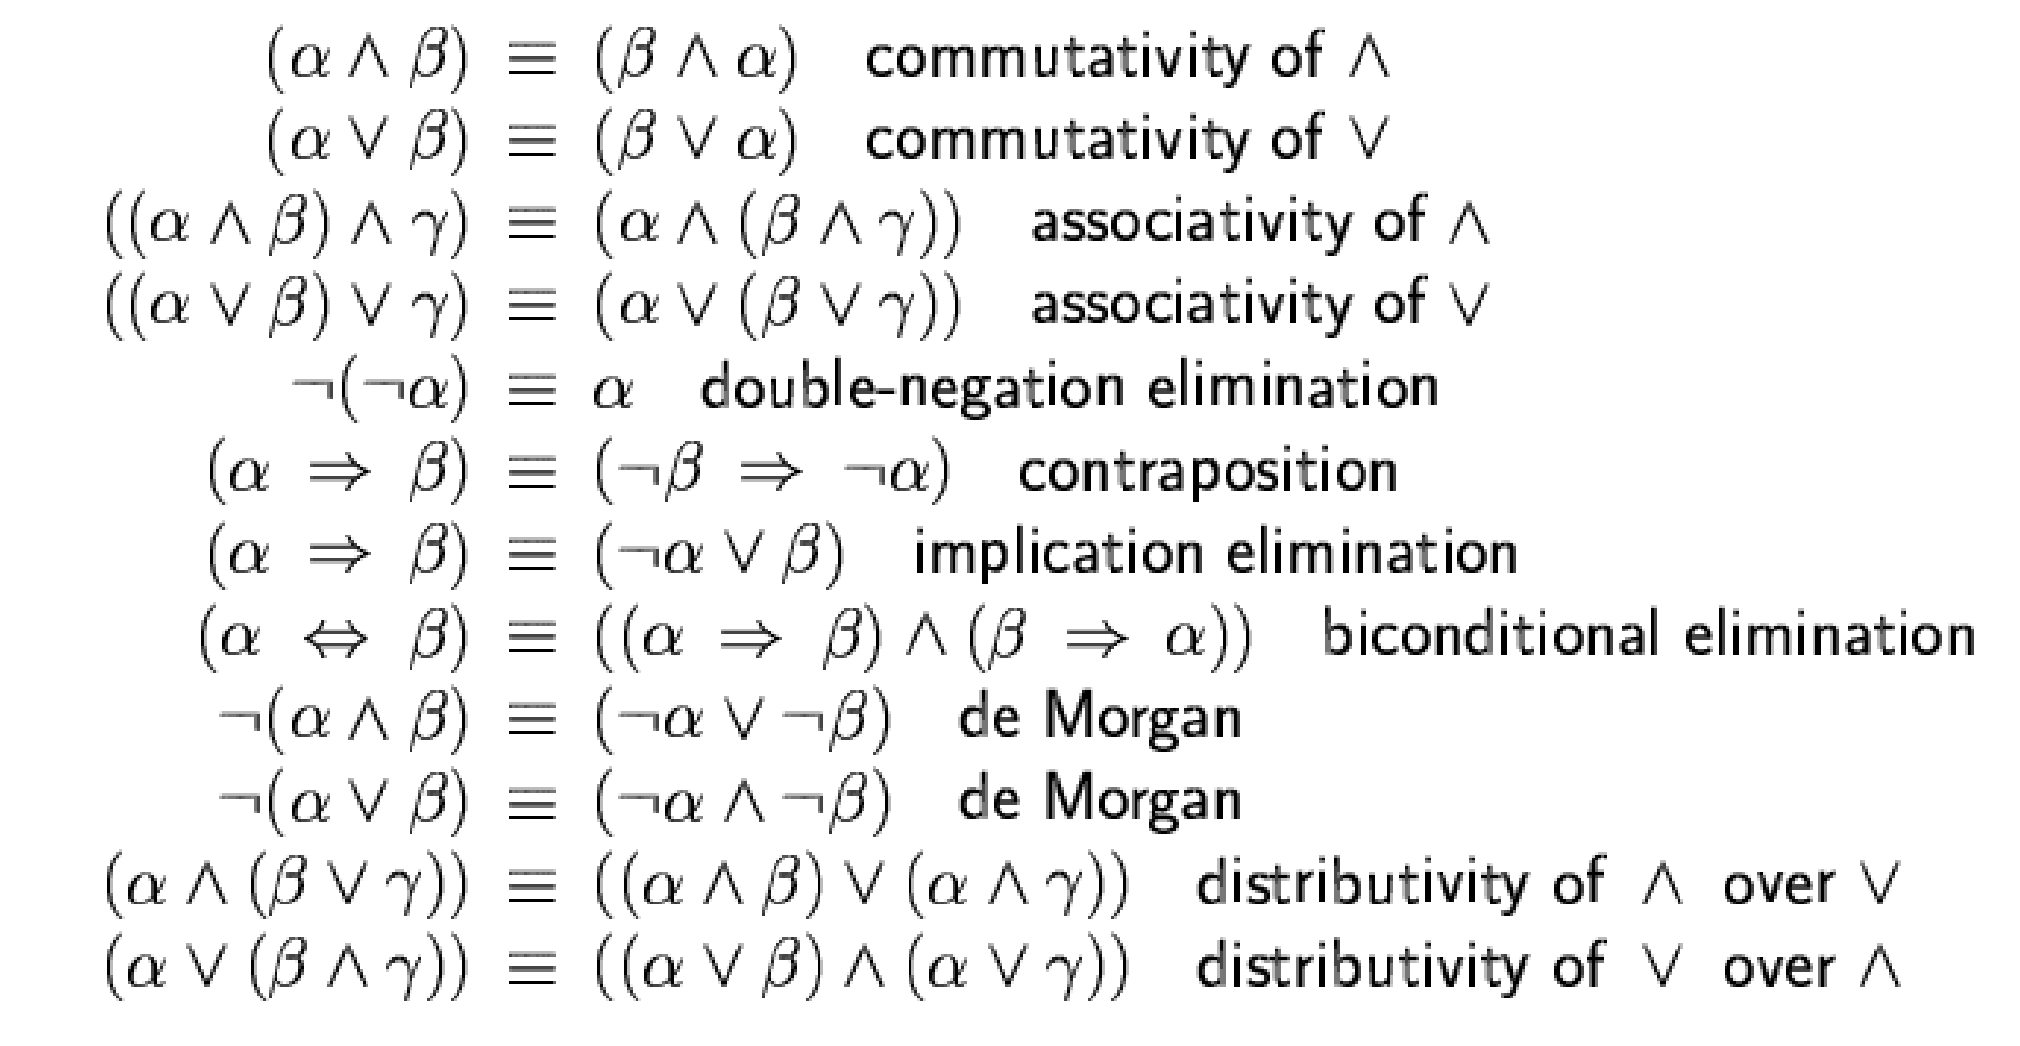 (α ∧ β) ≡ (β ∧ α) commutativity of ∧
(α ∨ β) ≡ (β ∨ α) commutativity of ∨
((α ∧ β) ∧ γ) ≡ (α ∧ (β ∧ γ)) associativity of ∧
((α ∨ β) ∨ γ) ≡ (α ∨ (β ∨ γ)) associativity of ∨
¬(¬α) ≡ α double-negation elimination
(α ⇒ β) ≡ (¬β ⇒ ¬α) contraposition
(α ⇒ β) ≡ (¬α ∨ β) implication elimination
(α ⇔ β) ≡ ((α ⇒ β) ∧ (β ⇒ α)) biconditional elimination
¬(α ∧ β) ≡ (¬α ∨ ¬β) de Morgan
¬(α ∨ β) ≡ (¬α ∧ ¬β) de Morgan
(α ∧ (β ∨ γ)) ≡ ((α ∧ β) ∨ (α ∧ γ)) distributivity of ∧ over ∨
(α ∨ (β ∧ γ)) ≡ ((α ∨ β) ∧ (α ∨ γ)) distributivity of ∨ over ∧